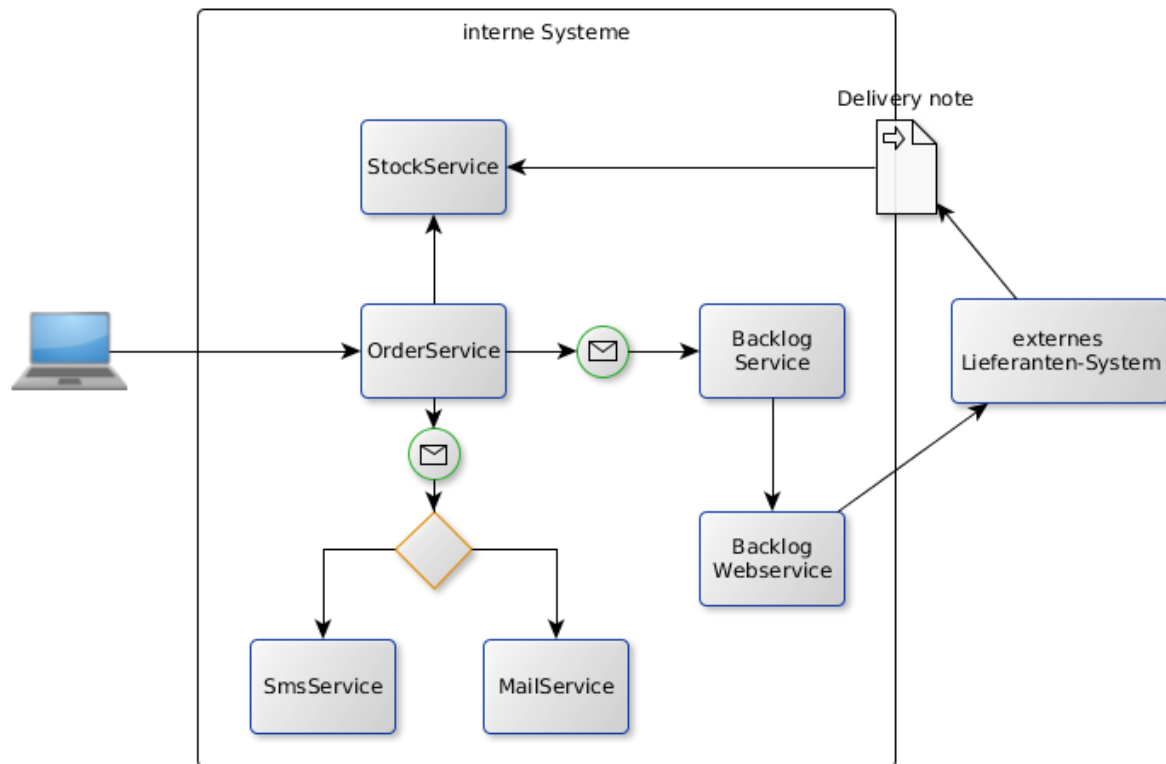 interne Systeme
Delivery note
StockService
OrderService
Backlog
Service
externes
Lieferanten-System
Backlog
Webservice
SmsService
MailService